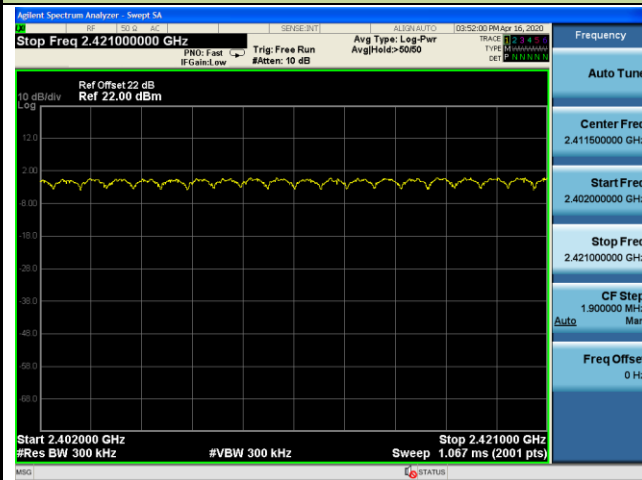 Agilent Spectrum Analyzer - Swept SA
RF 50 Ω AC SENSE:INT ALIGN AUTO 03:52:00 PM Apr 16, 2020
Stop Freq 2.421000000 GHz
PNO: Fast
IFGain:Low
Trig: Free Run
#Atten: 10 dB
Avg Type: Log-Pwr
Avg|Hold:>50/50
TRACE 1 2 3 4 5 6
TYPE M
DET P N N N N N
Ref Offset 22 dB
10 dB/div Ref 22.00 dBm
Log
12.0
2.00
-8.00
-18.0
-28.0
-38.0
-48.0
-58.0
-68.0
Start 2.402000 GHz Stop 2.421000 GHz
#Res BW 300 kHz #VBW 300 kHz Sweep 1.067 ms (2001 pts)
MSG STATUS
Frequency
Auto Tune
Center Freq
2.411500000 GHz
Start Freq
2.402000000 GHz
Stop Freq
2.421000000 GHz
CF Step
1.900000 MHz
Auto Man
Freq Offset
0 Hz